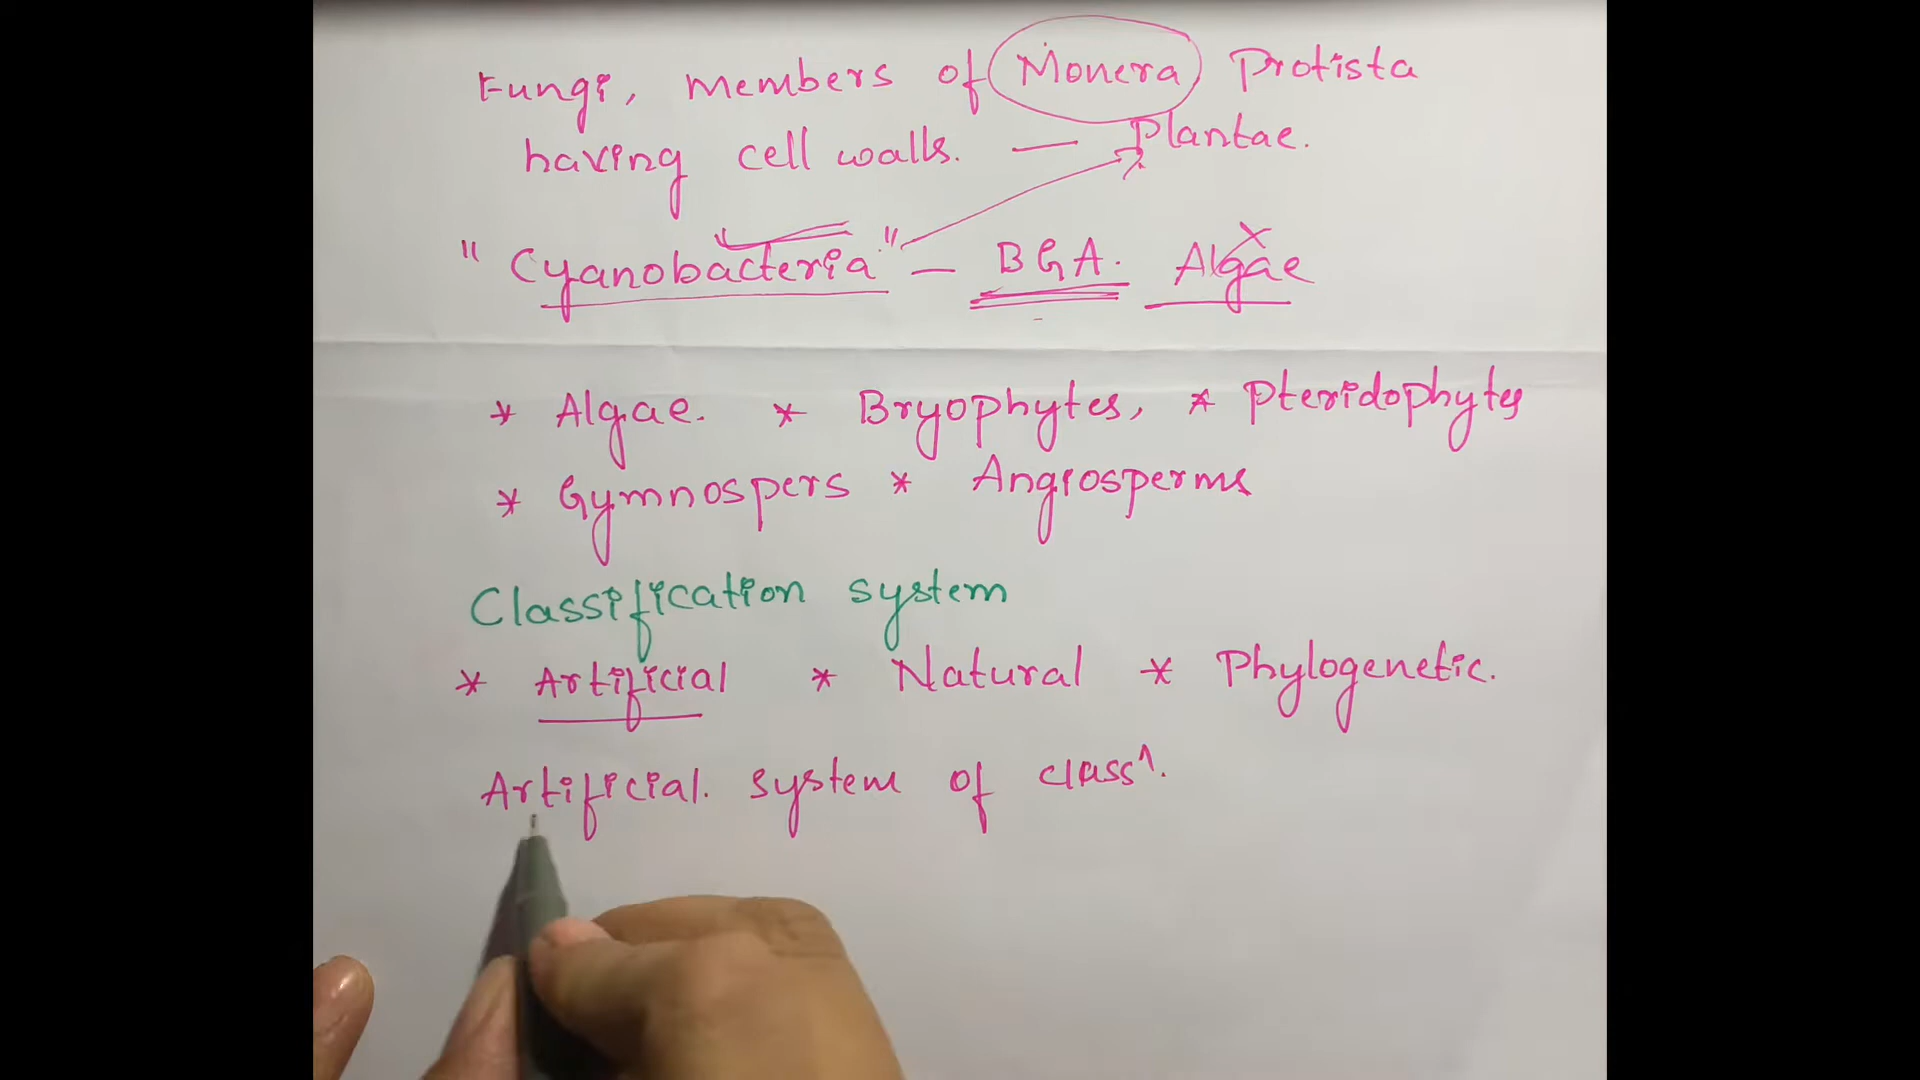 Fungi, members of Monera Protista
having cell walls. — Plantae.
"Cyanobacteria" — BGA. Algae
* Algae. * Bryophytes, * Pteridophytes
* Gymnospers * Angiosperms
Classification system
* Artificial * Natural * Phylogenetic.
Artificial. system of class^.